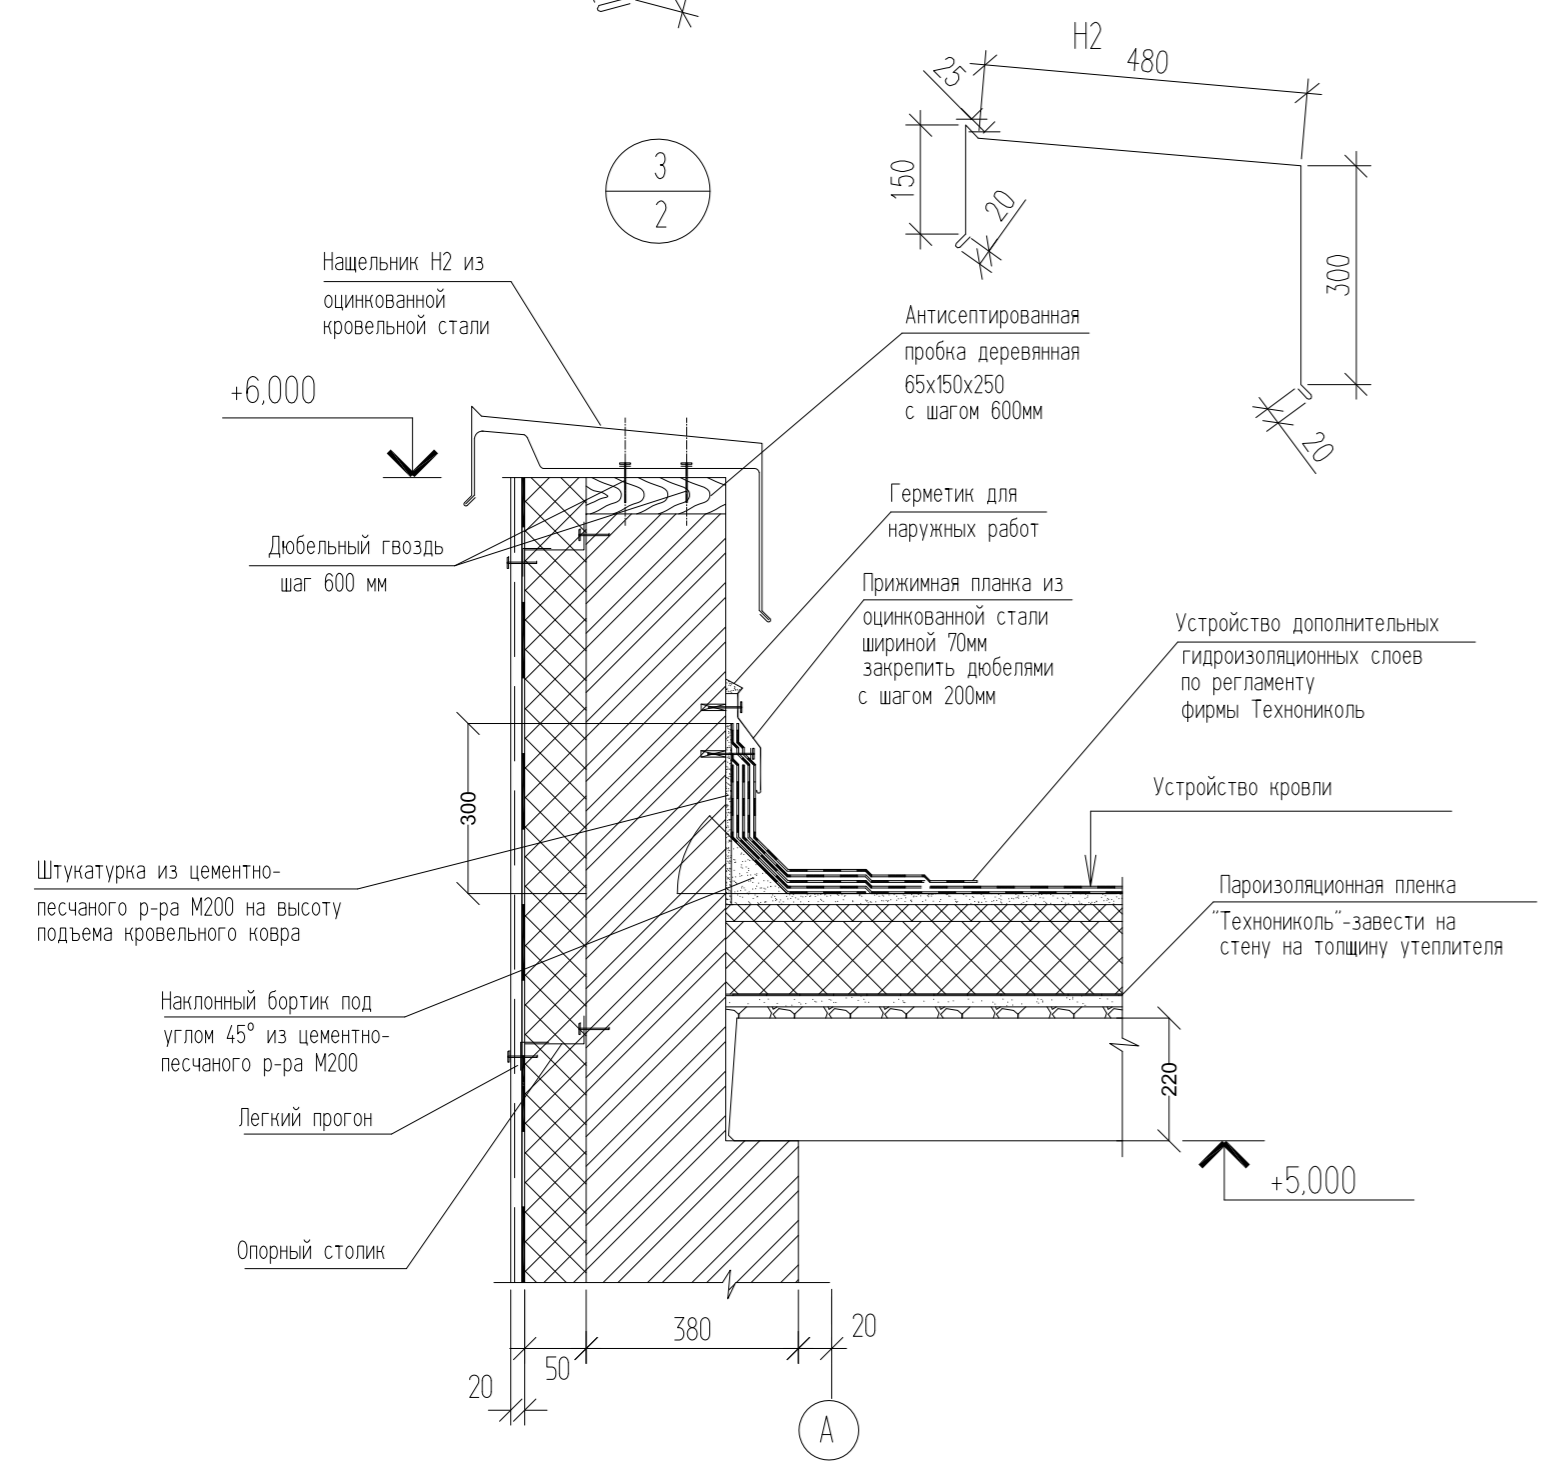 Н2
480
25
150
20
300
20
3
2
Нащельник Н2 из
оцинкованной
кровельной стали
+6,000
Антисептированная
пробка деревянная
65х150х250
с шагом 600мм
Герметик для
наружных работ
Дюбельный гвоздь
шаг 600 мм
Прижимная планка из
оцинкованной стали
шириной 70мм
закрепить дюбелями
с шагом 200мм
Устройство дополнительных
гидроизоляционных слоев
по регламенту
фирмы Технониколь
Устройство кровли
300
Штукатурка из цементно-
песчаного р-ра М200 на высоту
подъема кровельного ковра
Пароизоляционная пленка
"Технониколь"-завести на
стену на толщину утеплителя
Наклонный бортик под
углом 45° из цементно-
песчаного р-ра М200
220
Легкий прогон
+5,000
Опорный столик
20
50
380
20
А